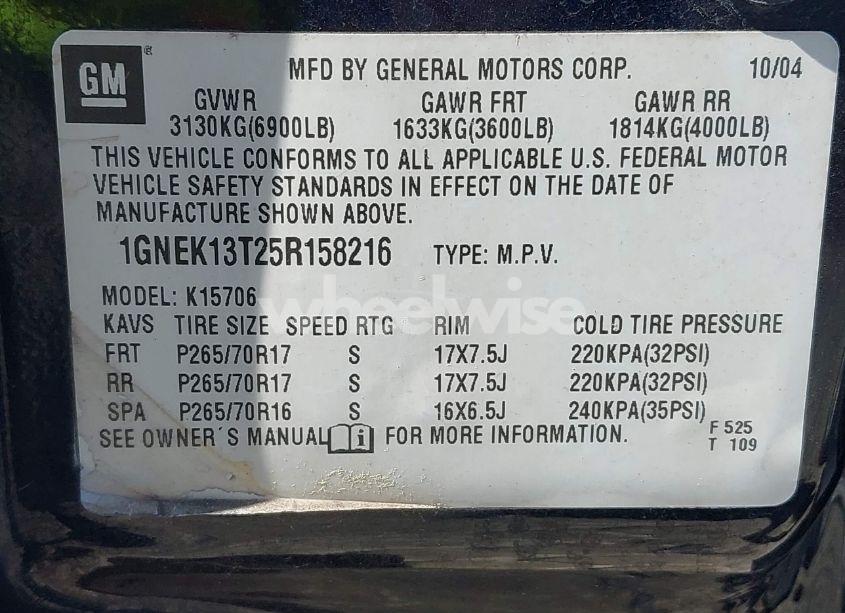 GM ®
MFD BY GENERAL MOTORS CORP. 10/04
GVWR GAWR FRT GAWR RR
3130KG(6900LB) 1633KG(3600LB) 1814KG(4000LB)
THIS VEHICLE CONFORMS TO ALL APPLICABLE U.S. FEDERAL MOTOR
VEHICLE SAFETY STANDARDS IN EFFECT ON THE DATE OF
MANUFACTURE SHOWN ABOVE.
1GNEK13T25R158216 TYPE: M.P.V.
MODEL: K15706
wheelwise
KAVS TIRE SIZE SPEED RTG RIM COLD TIRE PRESSURE
FRT P265/70R17 S 17X7.5J 220KPA(32PSI)
RR P265/70R17 S 17X7.5J 220KPA(32PSI)
SPA P265/70R16 S 16X6.5J 240KPA(35PSI)
SEE OWNER´S MANUAL i FOR MORE INFORMATION.
F 525
T 109